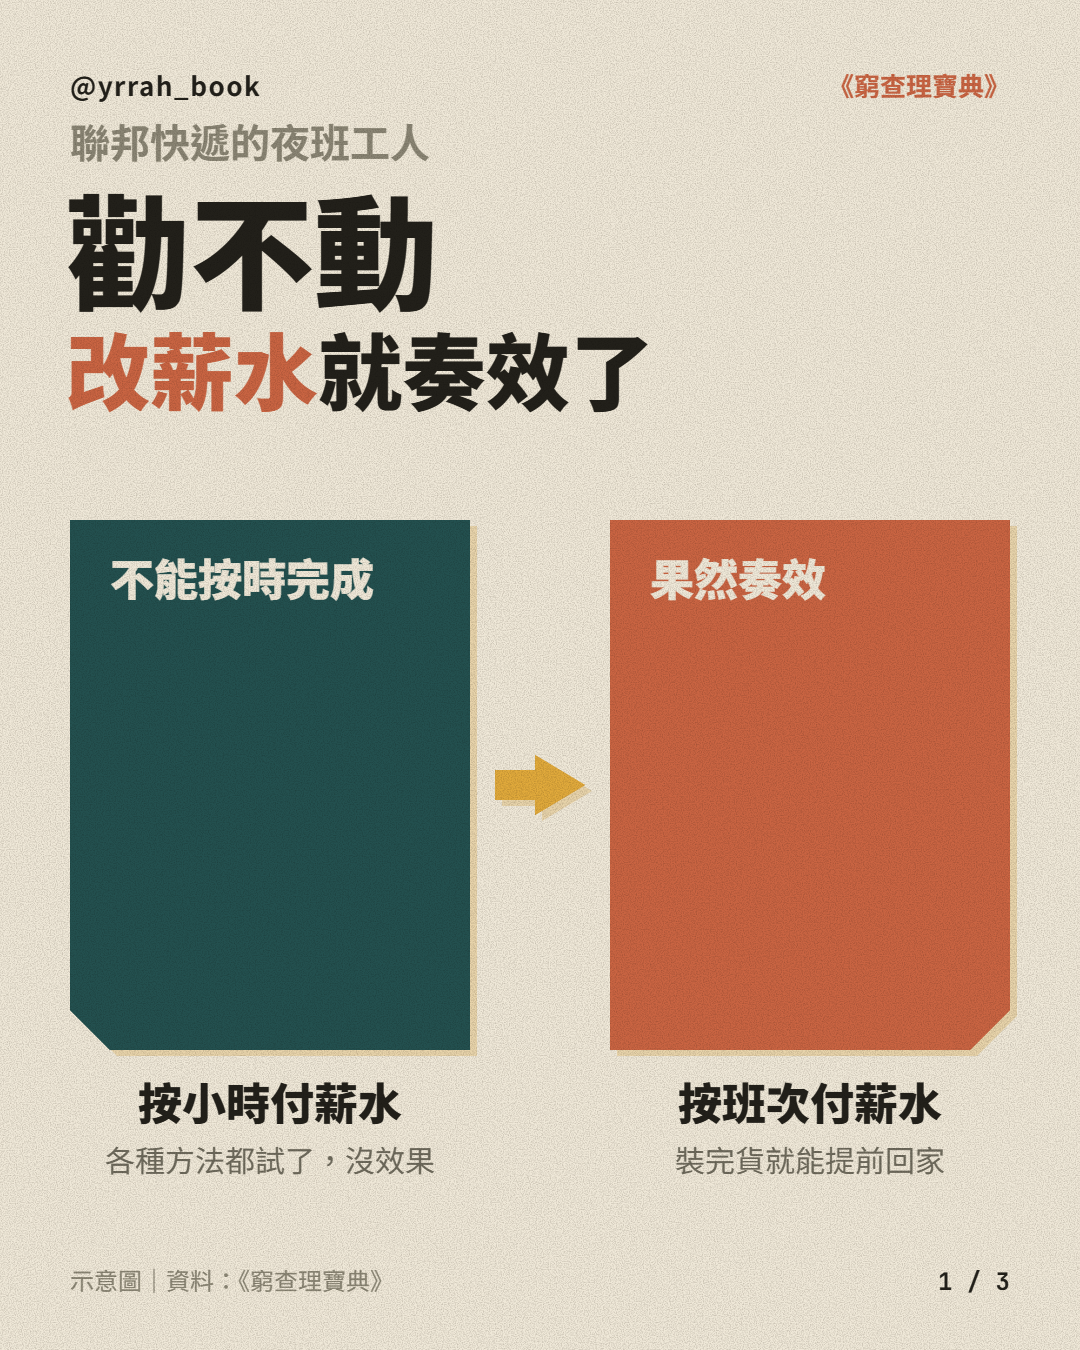 @yrrah_book
《窮查理寶典》
聯邦快遞的夜班工人
勸不動
改薪水就奏效了
不能按時完成
果然奏效
按小時付薪水
按班次付薪水
各種方法都試了，沒效果
裝完貨就能提前回家
示意圖｜資料：《窮查理寶典》
1 / 3